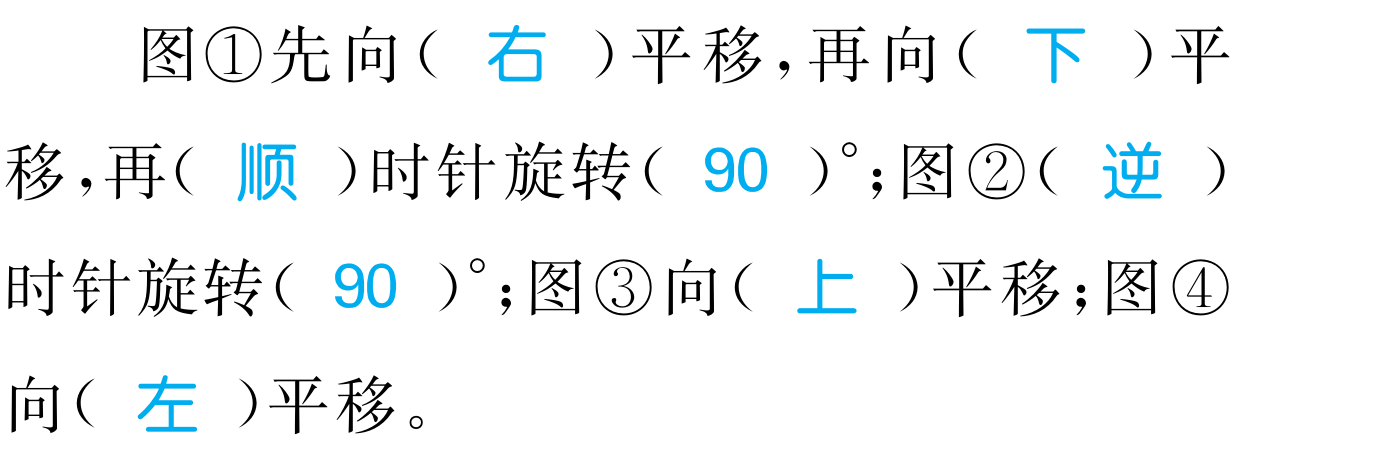 图①先向( 右 )平移,再向( 下 )平
移,再( 顺 )时针旋转( 90 )°;图②( 逆 )
时针旋转( 90 )°;图③向( 上 )平移;图④
向( 左 )平移。